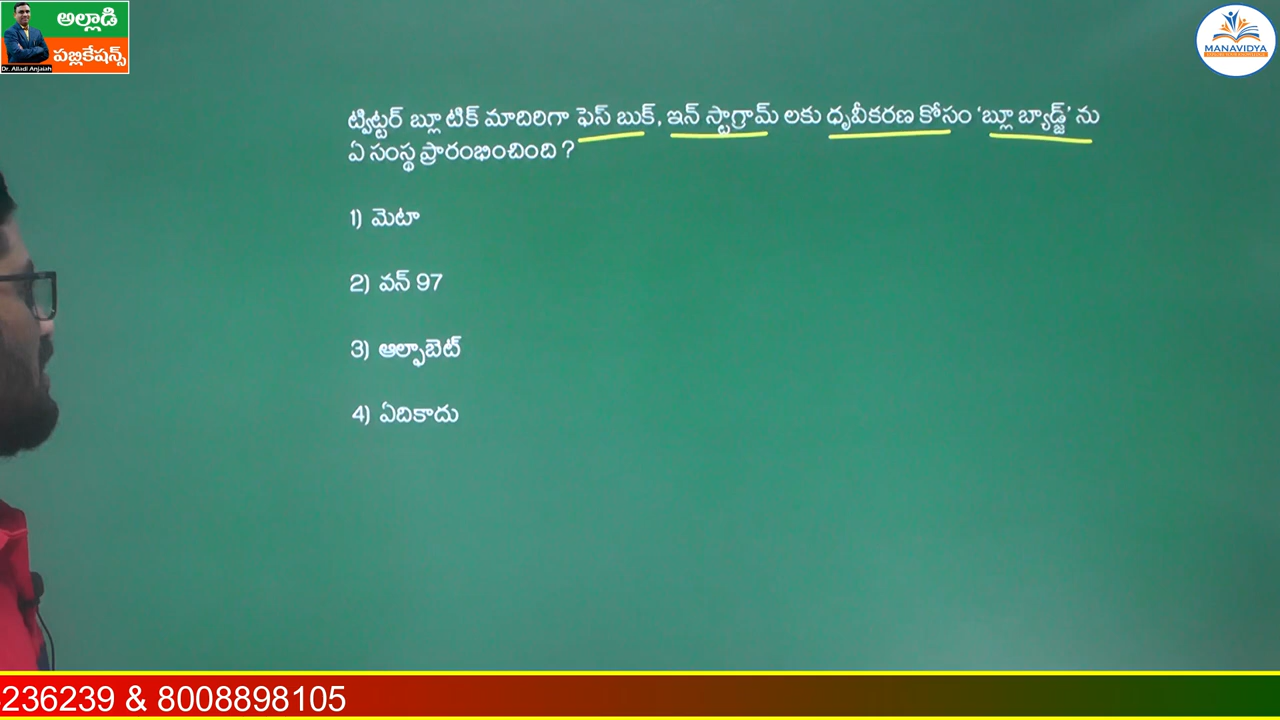 అల్లాడి
పబ్లికేషన్స్
Dr. Alladi Anjaiah
MANAVIDYA
ట్విట్టర్ బ్లూ టిక్ మాదిరిగా ఫెస్ బుక్, ఇన్ స్టాగ్రామ్ లకు ధృవీకరణ కోసం ‘బ్లూ బ్యాడ్జ్’ ను
ఏ సంస్థ ప్రారంభించింది ?
1) మెటా
2) వన్ 97
3) ఆల్ఫాబెట్
4) ఏదికాదు
236239 & 8008898105